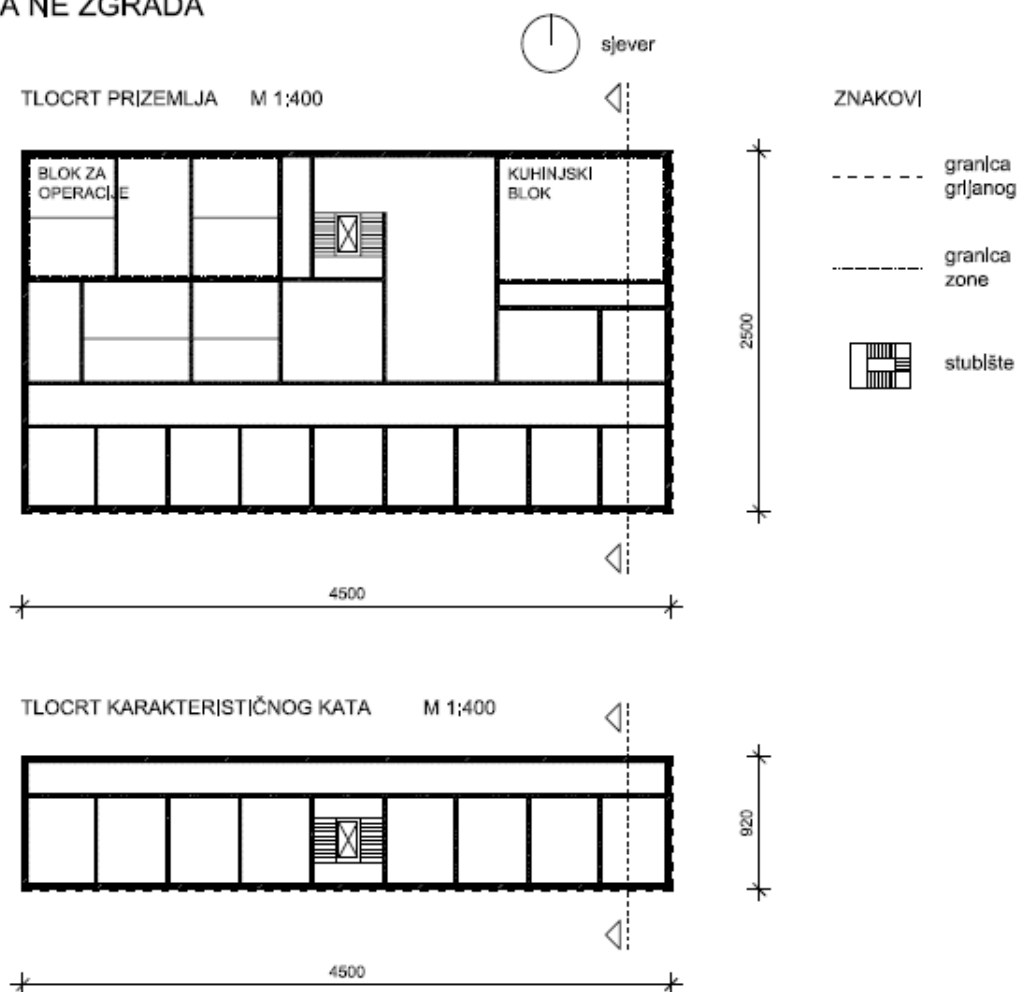 A NE ZGRADA
sjever
TLOCRT PRIZEMLJA M 1:400
ZNAKOVI
BLOK ZA
OPERACIJE
KUHINJSKI
BLOK
granica
grijanog
granica
zone
stubište
2500
4500
TLOCRT KARAKTERISTIČNOG KATA M 1:400
920
4500